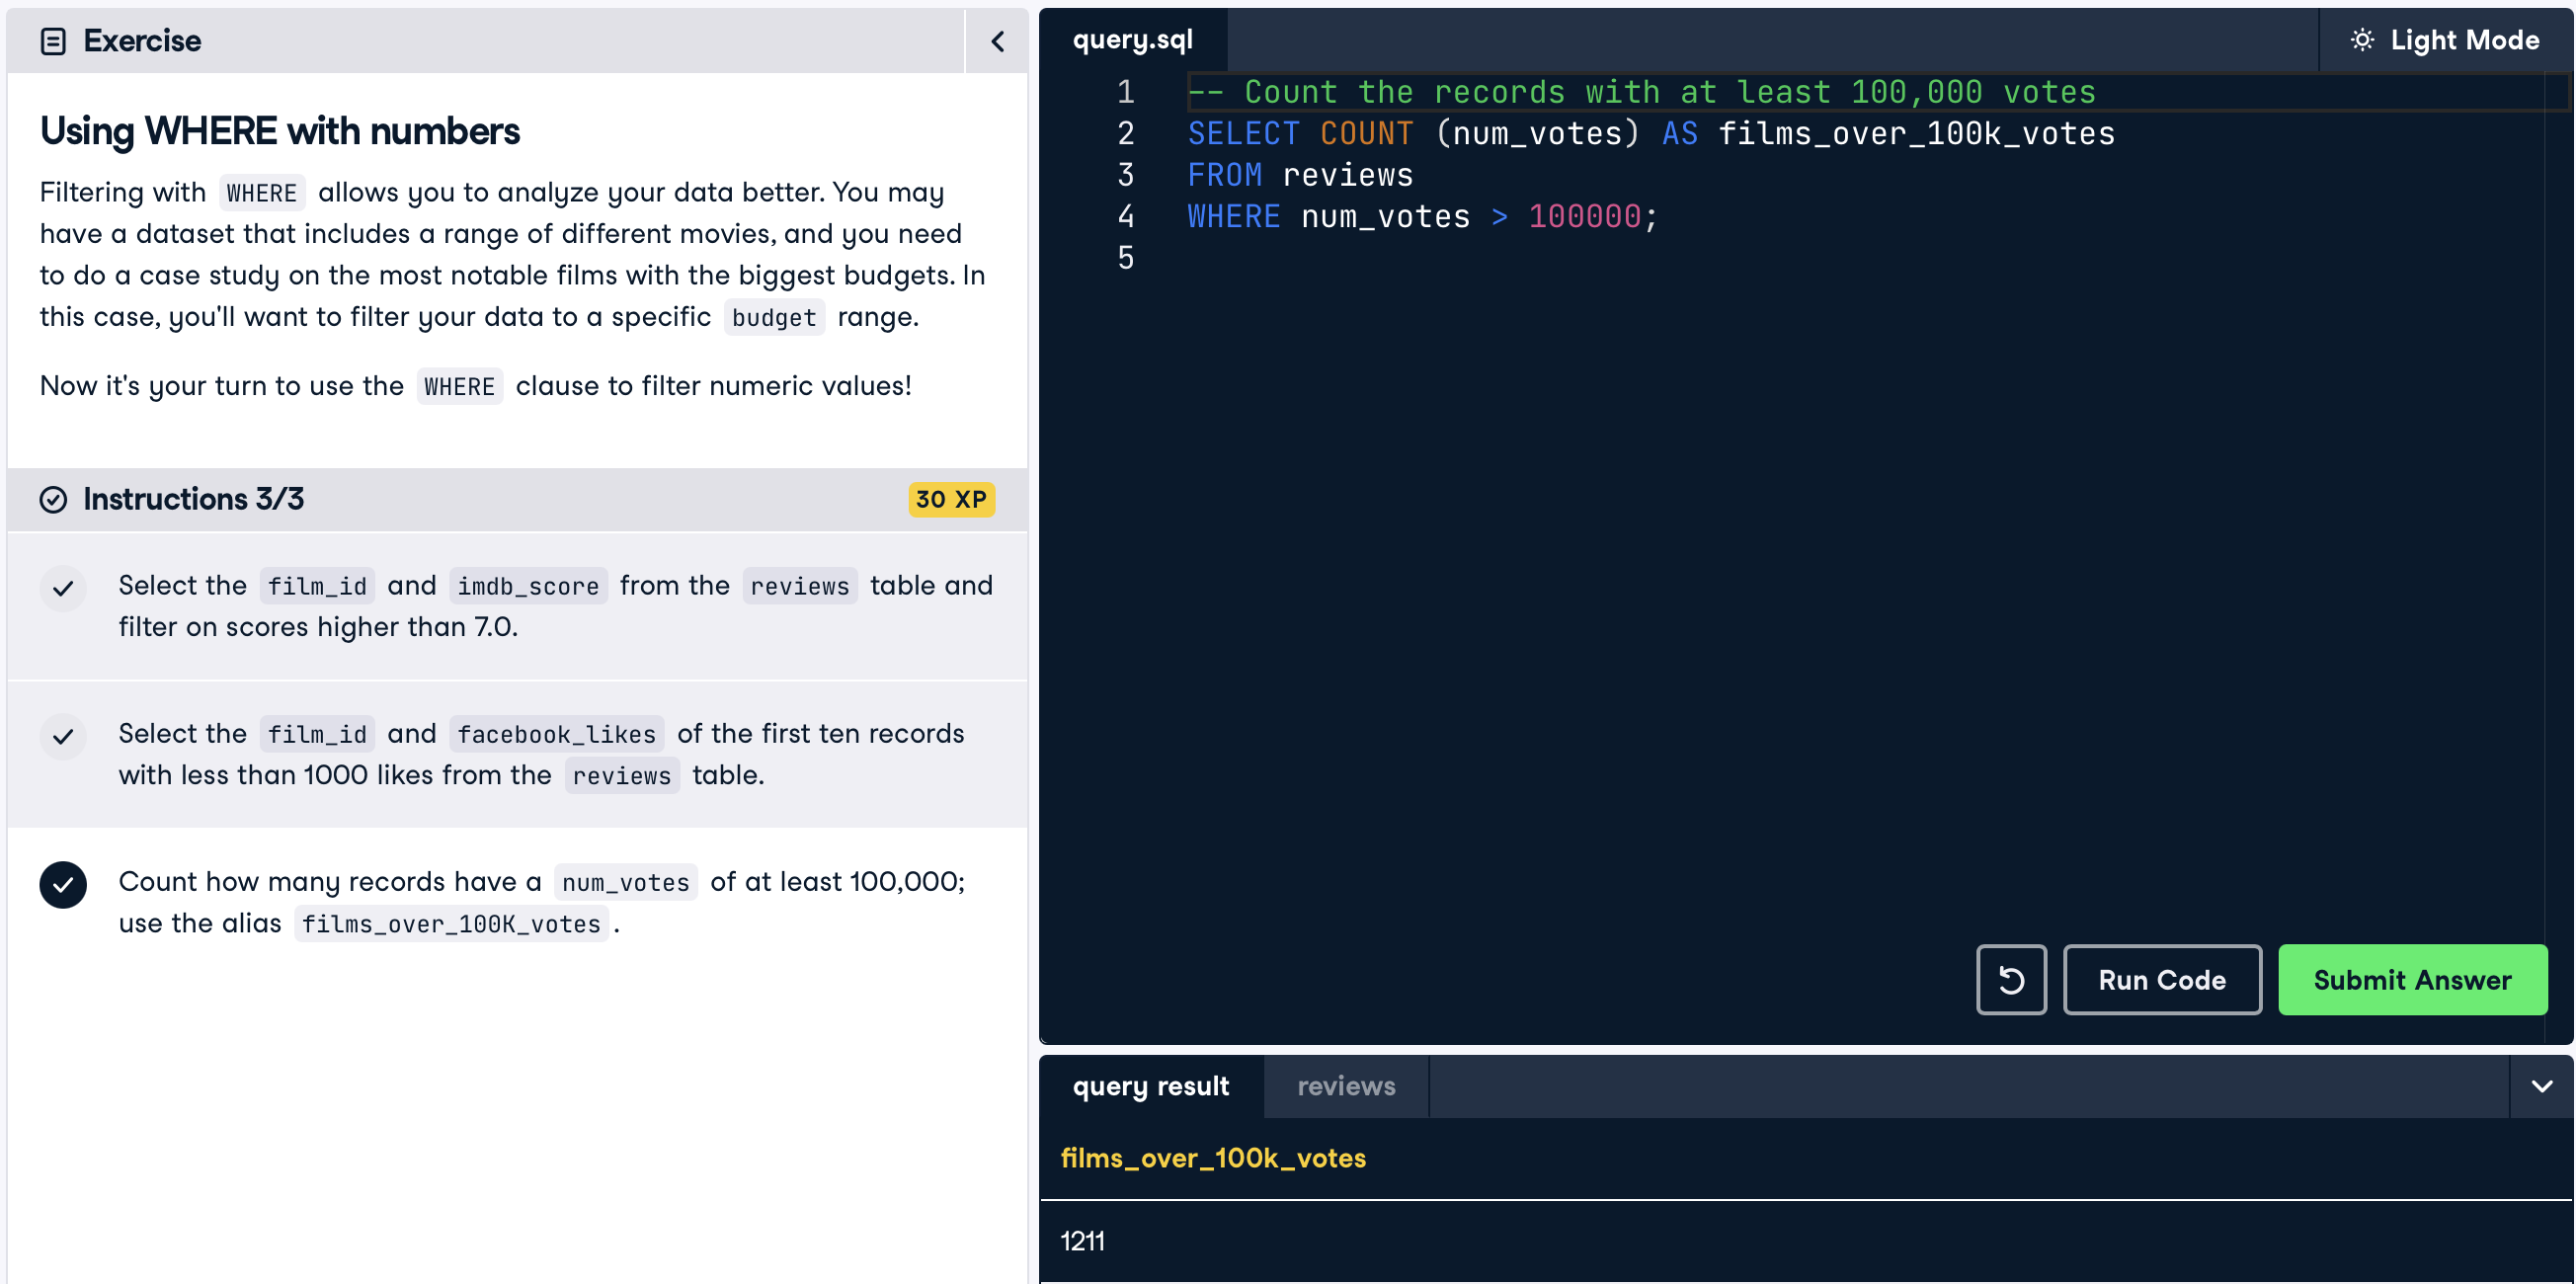 Exercise
Using WHERE with numbers
Filtering with WHERE allows you to analyze your data better. You may
have a dataset that includes a range of different movies, and you need
to do a case study on the most notable films with the biggest budgets. In
this case, you'll want to filter your data to a specific budget range.
Now it's your turn to use the WHERE clause to filter numeric values!
Instructions 3/3
30 XP
Select the film_id and imdb_score from the reviews table and
filter on scores higher than 7.0.
Select the film_id and facebook_likes of the first ten records
with less than 1000 likes from the reviews table.
Count how many records have a num_votes of at least 100,000;
use the alias films_over_100K_votes.
query.sql
Light Mode
1 -- Count the records with at least 100,000 votes
2 SELECT COUNT (num_votes) AS films_over_100k_votes
3 FROM reviews
4 WHERE num_votes > 100000;
5
Run Code
Submit Answer
query result
reviews
films_over_100k_votes
1211